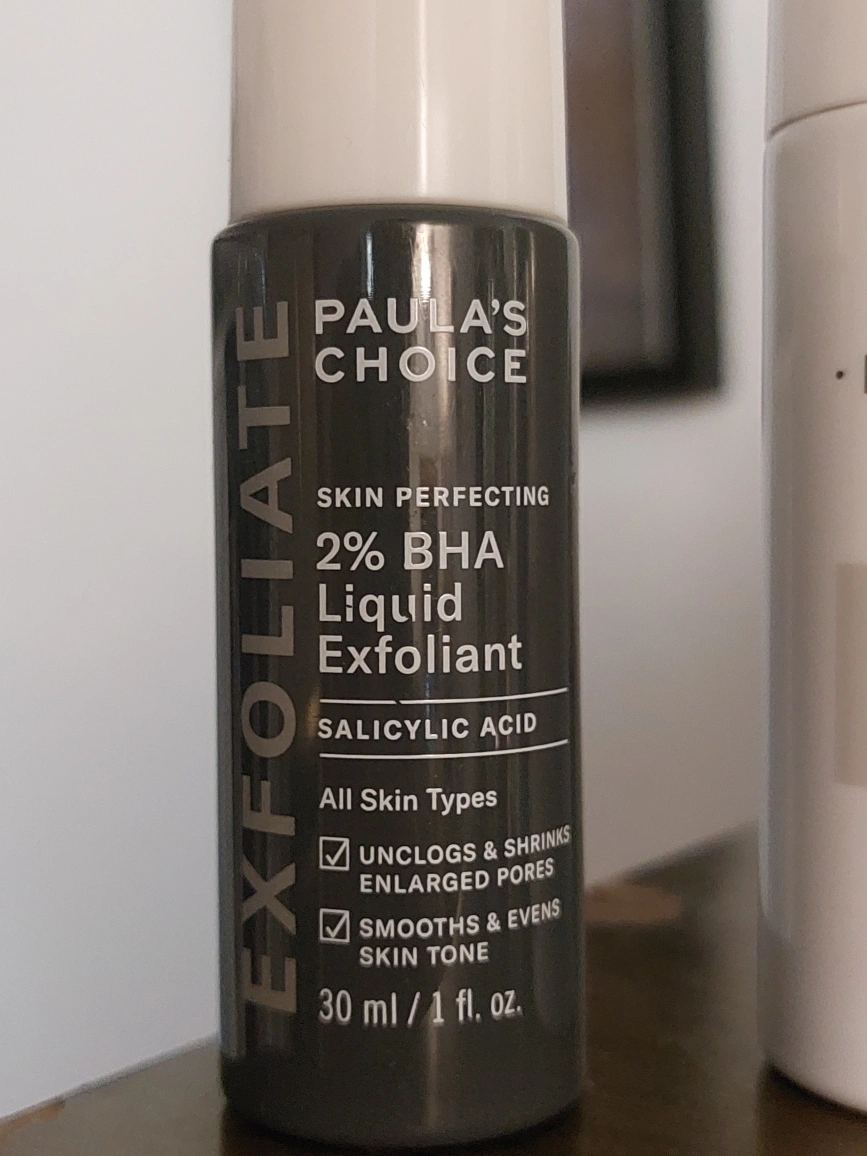 EXFOLIATE
PAULA'S
CHOICE
SKIN PERFECTING
2% BHA
Liquid
Exfoliant
SALICYLIC ACID
All Skin Types
☑ UNCLOGS & SHRINKS
ENLARGED PORES
☑ SMOOTHS & EVENS
SKIN TONE
30 ml / 1 fl. oz.